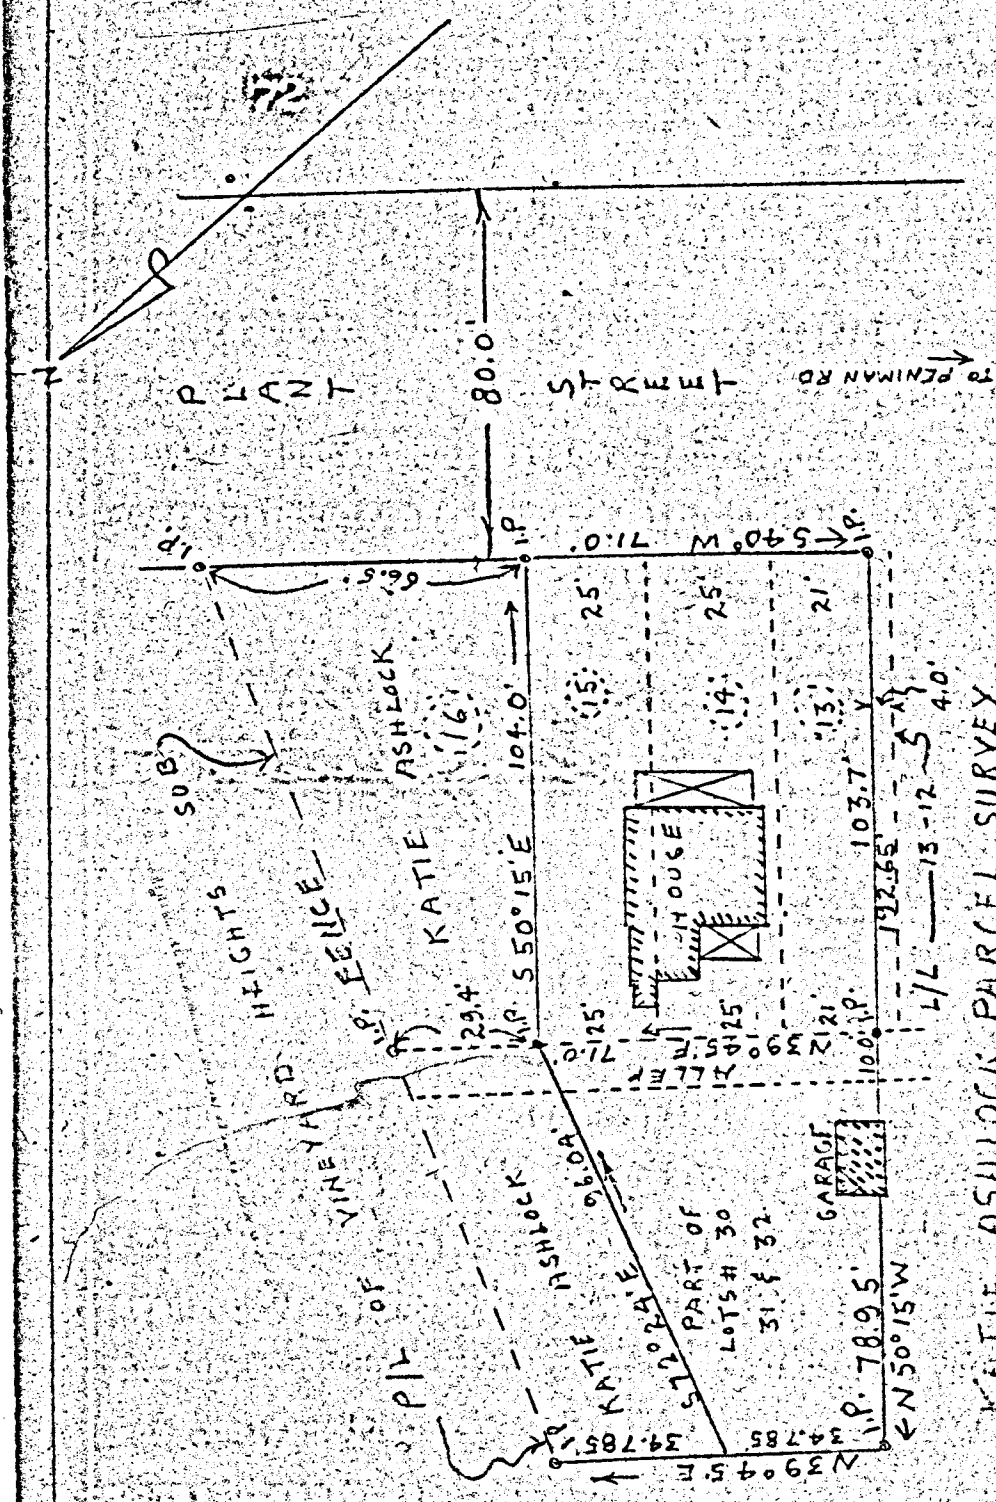 N
PLANT
STREET
80.0'
TO PENIMAN RD
I.P.
66.5'
I.P.
71.0'
S 40° W
I.P.
SUB.
HEIGHTS
VINEYARD
OF
P/L
FENCE
KATIE ASHLOCK
16
S 50° 15' E 104.0'
25'
25'
21'
15
14
13
HOUSE
I.P.
29.4'
I.P.
25'
25'
21'
71.0'
N 39° 45' E
ALLEY
10.0'
I.P.
103.7'
192.65'
4.0'
L/L 13-12
KATIE ASHLOCK
96.0A'
S 72° 24' E
PART OF
LOTS # 30
31 & 32
GARAGE
I.P.
34.785'
34.785
N 39° 45' E
I.P. 78.95'
N 50° 15' W
KATIE ASHLOCK PARCEL SURVEY